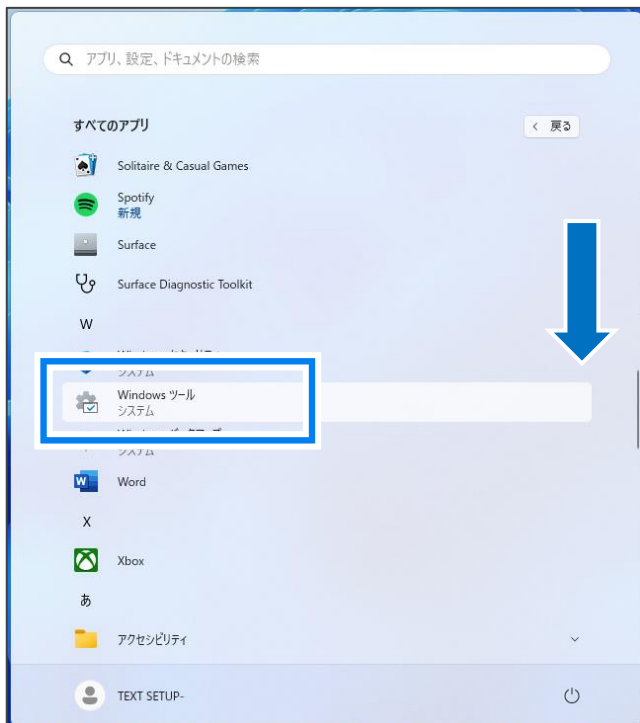 アプリ、設定、ドキュメントの検索
すべてのアプリ
< 戻る
Solitaire & Casual Games
Spotify
新規
Surface
Surface Diagnostic Toolkit
W
システム
Windows ツール
システム
システム
W
Word
X
Xbox
あ
アクセシビリティ
TEXT SETUP-